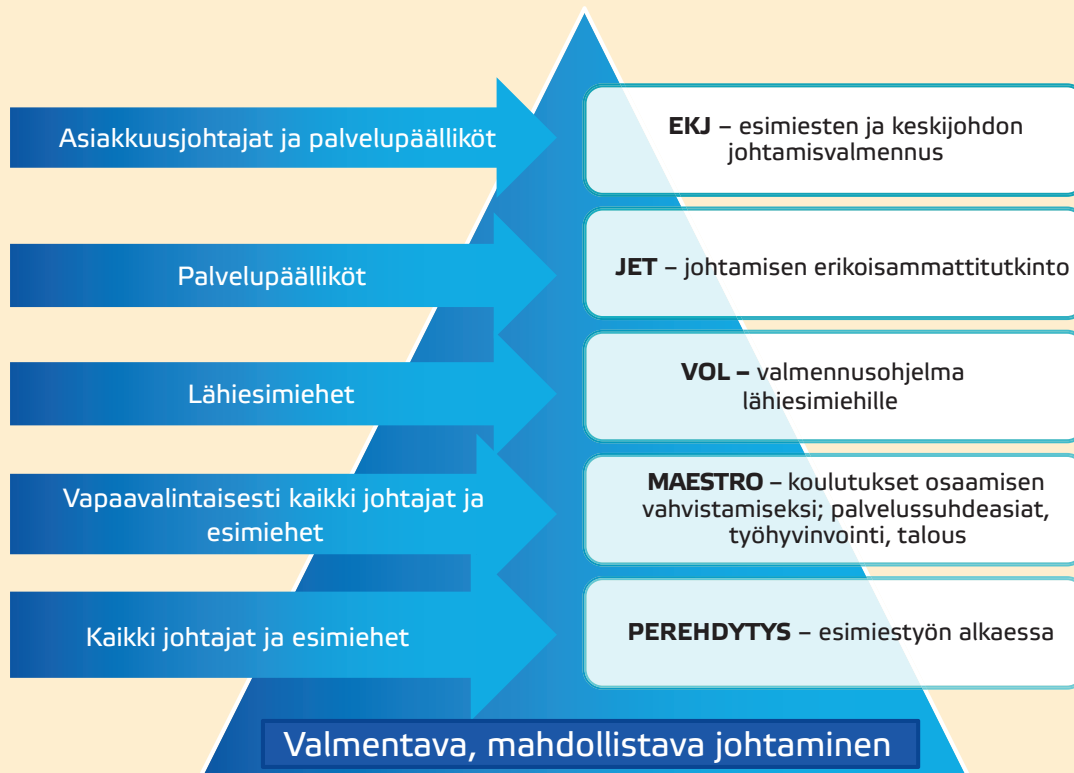 Asiakkuusjohtajat ja palvelupäälliköt
EKJ – esimiesten ja keskijohdon
johtamisvalmennus
Palvelupäälliköt
JET – johtamisen erikoisammattitutkinto
Lähiesimiehet
VOL – valmennusohjelma
lähiesimiehille
Vapaavalintaisesti kaikki johtajat ja
esimiehet
MAESTRO – koulutukset osaamisen
vahvistamiseksi; palvelussuhdeasiat,
työhyvinvointi, talous
Kaikki johtajat ja esimiehet
PEREHDYTYS – esimiestyön alkaessa
Valmentava, mahdollistava johtaminen